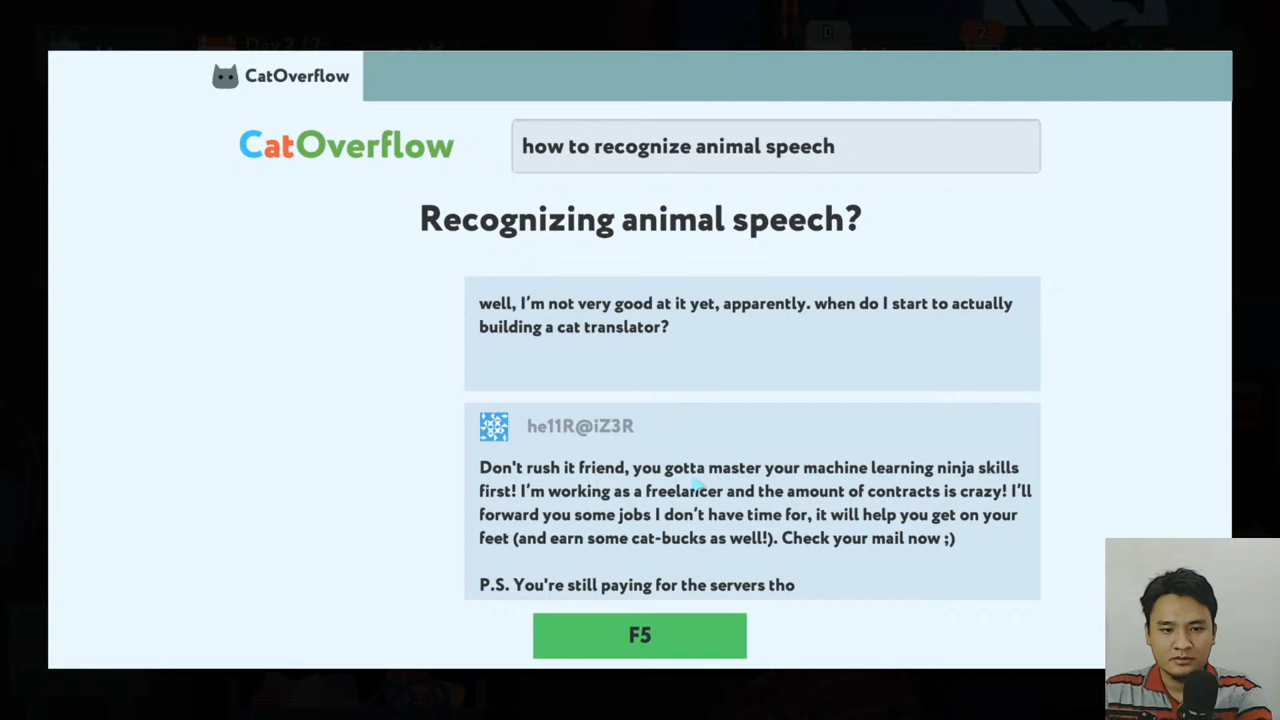 CatOverflow
CatOverflow
how to recognize animal speech
Recognizing animal speech?
well, I'm not very good at it yet, apparently. when do I start to actually
building a cat translator?
he11R@iZ3R
Don't rush it friend, you gotta master your machine learning ninja skills
first! I'm working as a freelancer and the amount of contracts is crazy! I'll
forward you some jobs I don't have time for, it will help you get on your
feet (and earn some cat-bucks as well!). Check your mail now ;)
P.S. You're still paying for the servers tho
F5